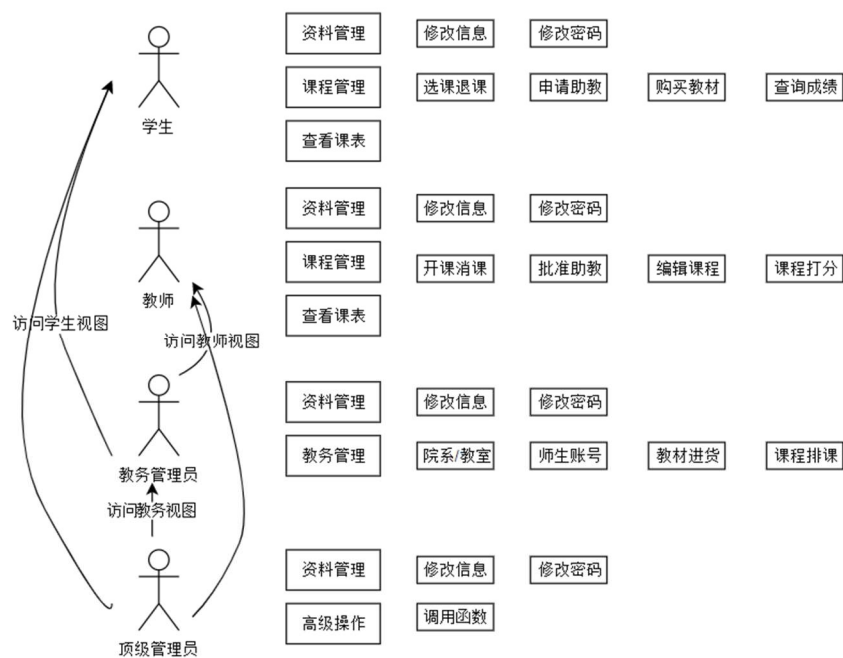 资料管理 修改信息 修改密码
课程管理 选课退课 申请助教 购买教材 查询成绩
学生
查看课表
资料管理 修改信息 修改密码
课程管理 开课消课 批准助教 编辑课程 课程打分
教师
查看课表
访问学生视图 访问教师视图
资料管理 修改信息 修改密码
教务管理 院系/教室 师生账号 教材进货 课程排课
教务管理员
访问教务视图
资料管理 修改信息 修改密码
高级操作 调用函数
顶级管理员